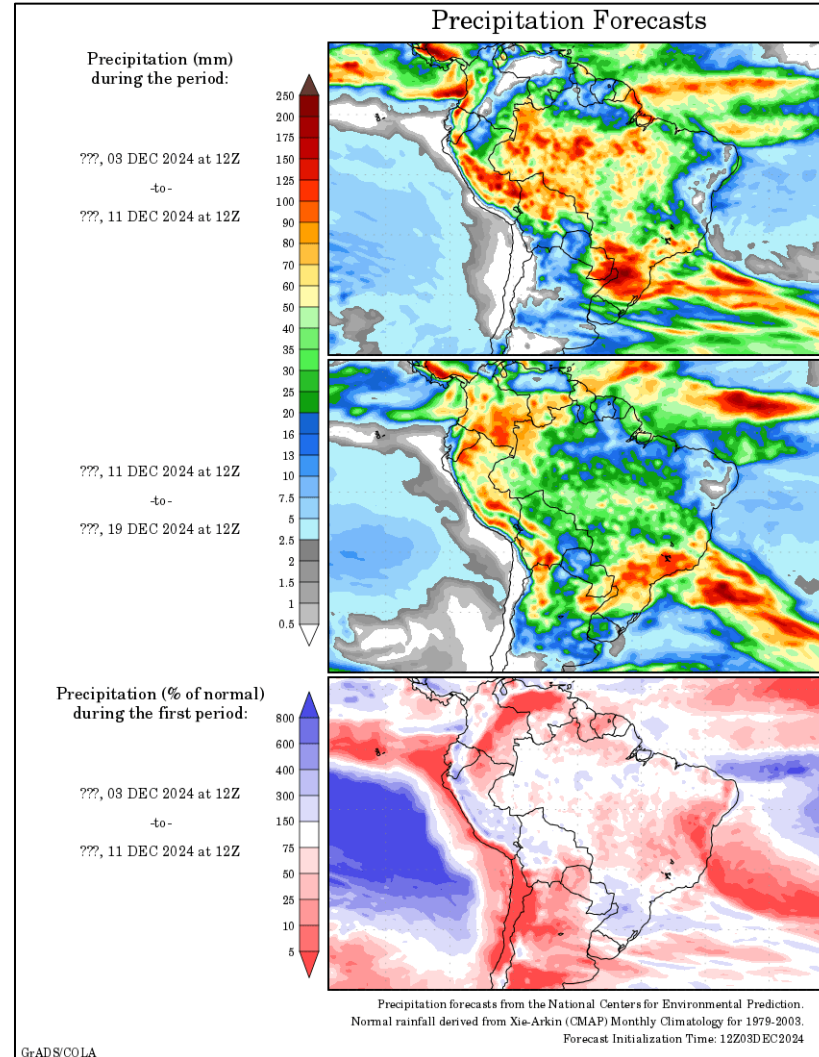 Precipitation Forecasts
Precipitation (mm)
during the period:
???, 03 DEC 2024 at 12Z
-to-
???, 11 DEC 2024 at 12Z
250
200
175
150
125
100
90
80
70
60
50
40
35
30
25
20
16
13
10
7.5
5
2.5
2
1.5
1
0.5
???, 11 DEC 2024 at 12Z
-to-
???, 19 DEC 2024 at 12Z
Precipitation (% of normal)
during the first period:
???, 03 DEC 2024 at 12Z
-to-
???, 11 DEC 2024 at 12Z
800
600
400
300
150
75
50
25
10
5
Precipitation forecasts from the National Centers for Environmental Prediction.
Normal rainfall derived from Xie-Arkin (CMAP) Monthly Climatology for 1979-2003.
Forecast Initialization Time: 12Z03DEC2024
GrADS/COLA